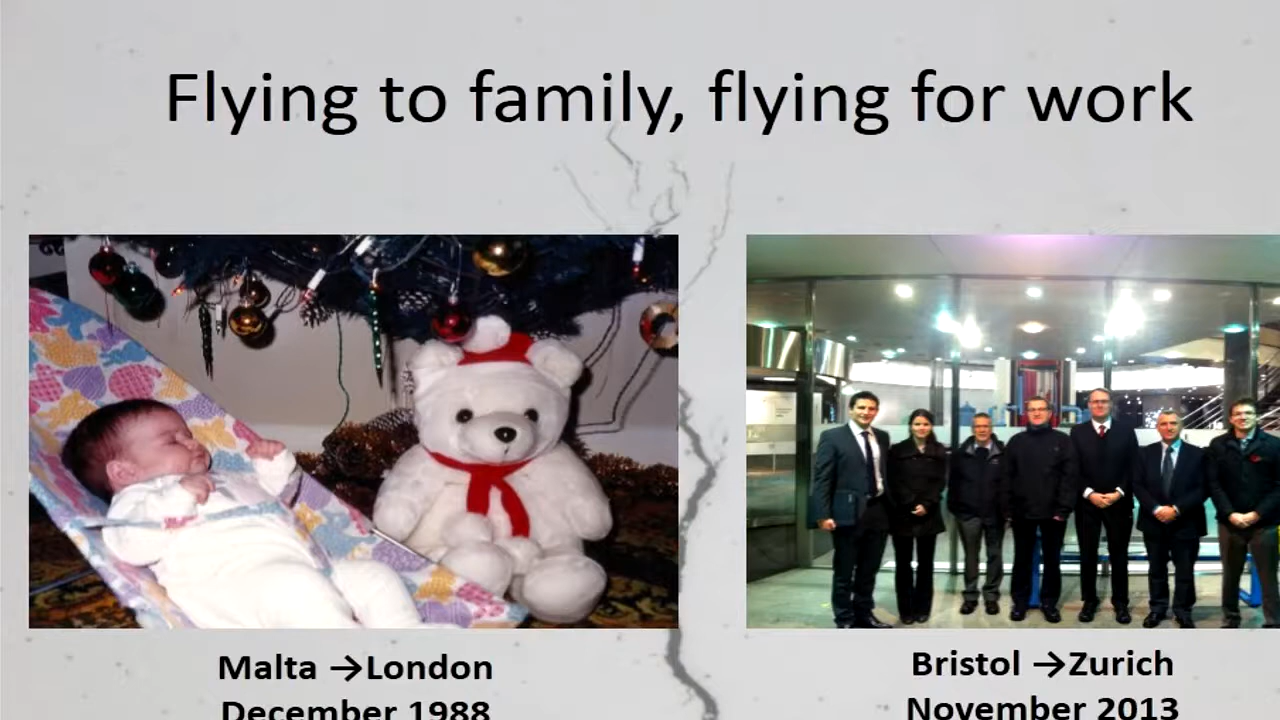 Flying to family, flying for work
Malta →London
December 1988
Bristol →Zurich
November 2013